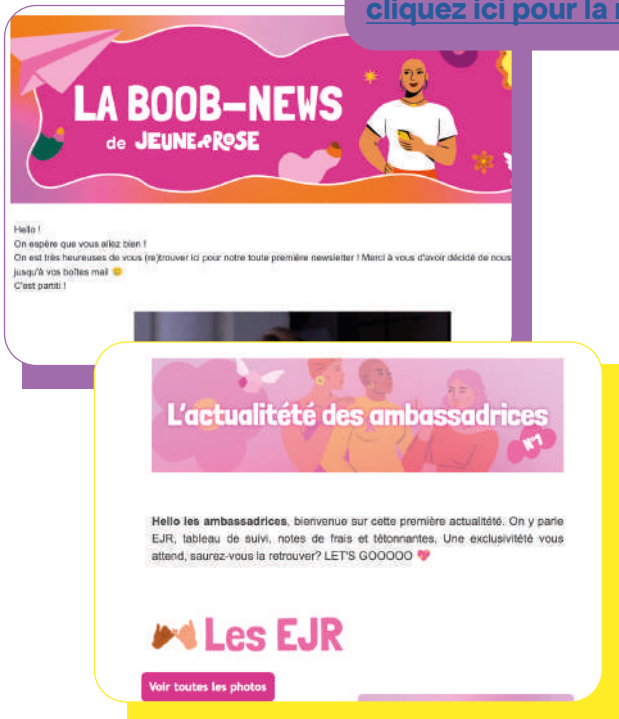 cliquez ici pour la
LA BOOB-NEWS
de JEUNE&ROSE
Hello !
On espère que vous allez bien !
On est très heureuses de vous (re)trouver ici pour notre toute première newsletter ! Merci à vous d'avoir décidé de nous
jusqu'à vos boîtes mail 😊
C'est parti !
L'actualitété des ambassadrices
N°1
Hello les ambassadrices, bienvenue sur cette première actualité. On y parle
EJR, tableau de suivi, notes de frais et tétonnantes. Une exclusivitété vous
attend, saurez-vous la retrouver? LET'S GOOOOO 💖
Les EJR
Voir toutes les photos